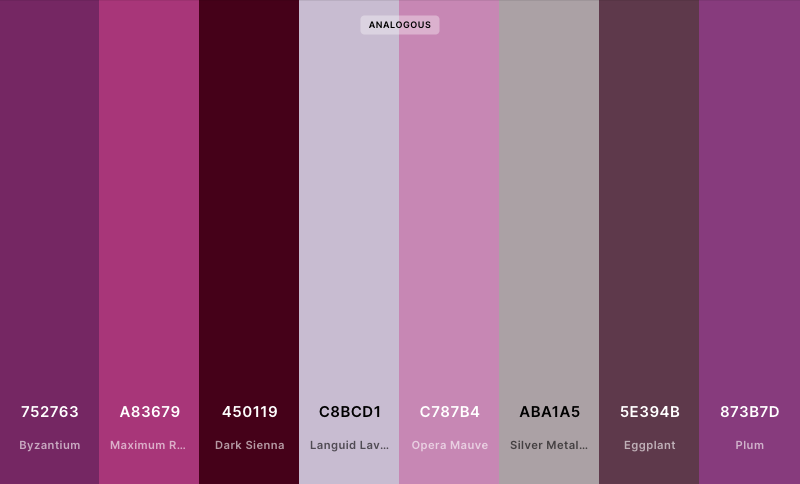 ANALOGOUS
752763
A83679
450119
C8BCD1
C787B4
ABA1A5
5E394B
873B7D
Byzantium
Maximum R...
Dark Sienna
Languid Lav...
Opera Mauve
Silver Metal...
Eggplant
Plum